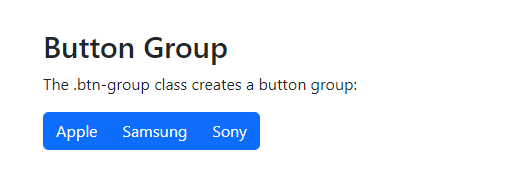 Button Group
The .btn-group class creates a button group:
Apple Samsung Sony